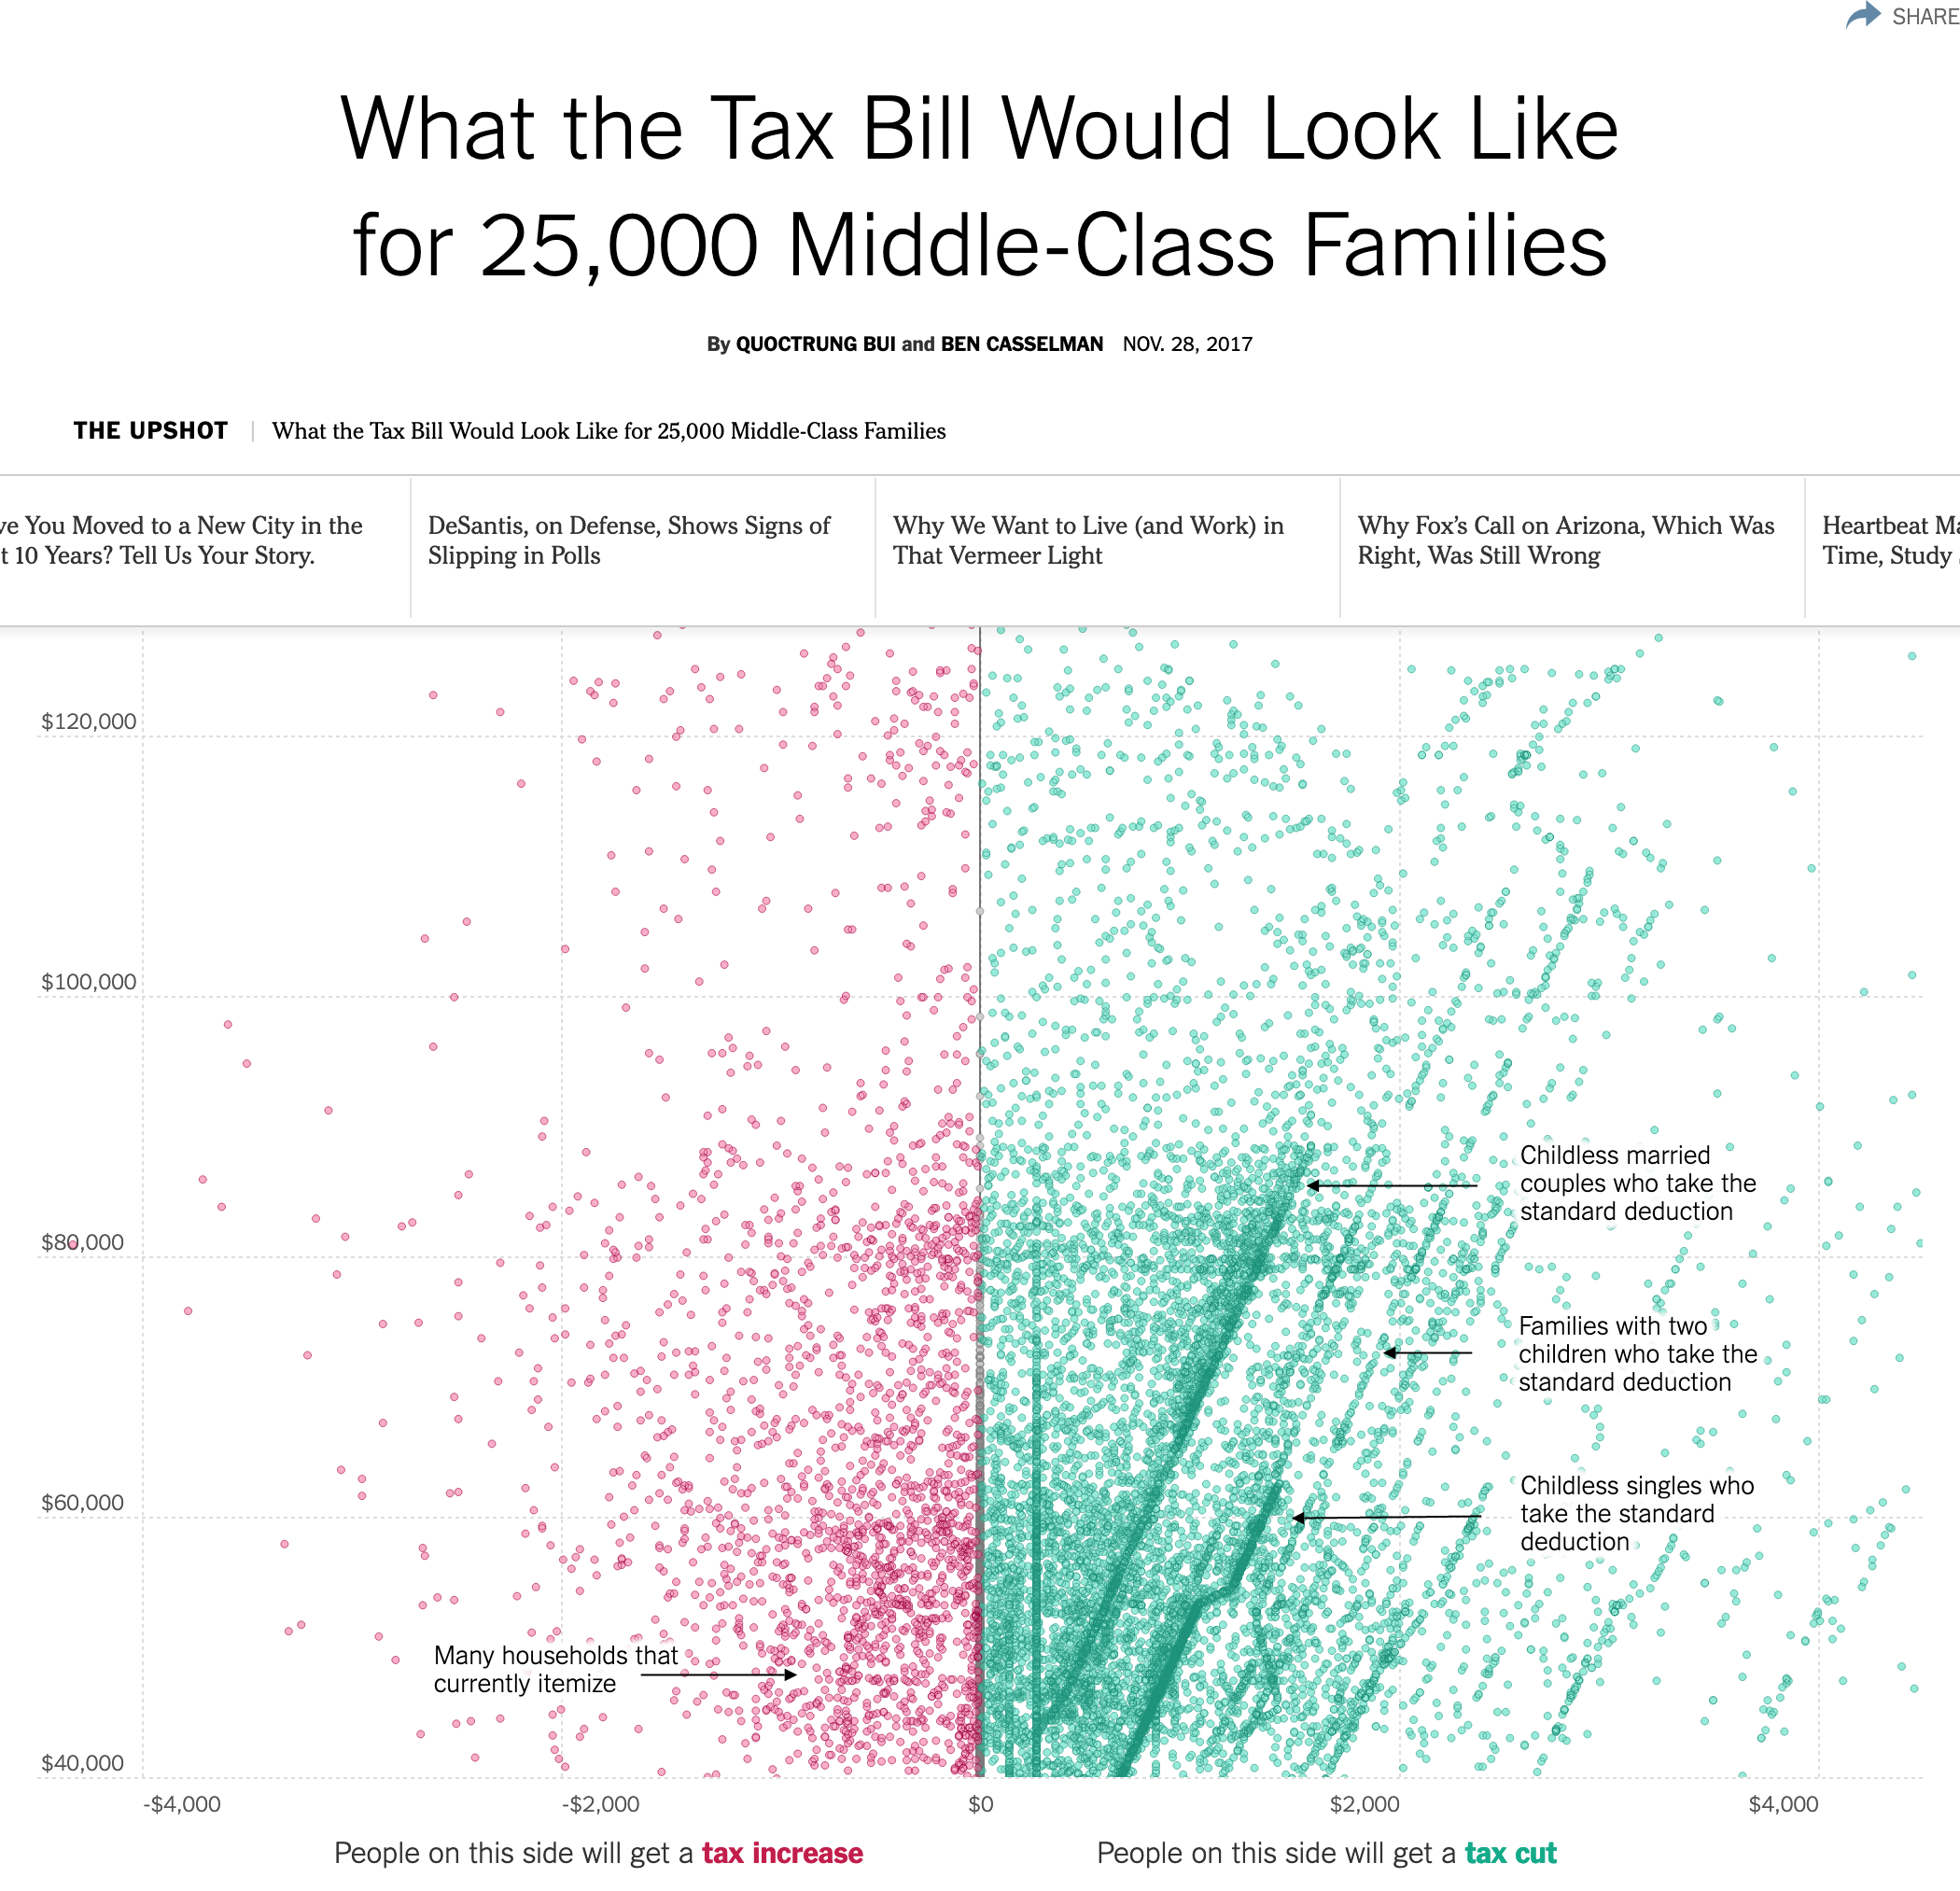 SHARE
What the Tax Bill Would Look Like
for 25,000 Middle-Class Families
By QUOCTRUNG BUI and BEN CASSELMAN NOV. 28, 2017
THE UPSHOT | What the Tax Bill Would Look Like for 25,000 Middle-Class Families
ve You Moved to a New City in the
t 10 Years? Tell Us Your Story.
DeSantis, on Defense, Shows Signs of
Slipping in Polls
Why We Want to Live (and Work) in
That Vermeer Light
Why Fox’s Call on Arizona, Which Was
Right, Was Still Wrong
Heartbeat Ma
Time, Study
$120,000
$100,000
$80,000
$60,000
$40,000
Childless married
couples who take the
standard deduction
Families with two
children who take the
standard deduction
Childless singles who
take the standard
deduction
Many households that
currently itemize
-$4,000
-$2,000
$0
$2,000
$4,000
People on this side will get a tax increase
People on this side will get a tax cut